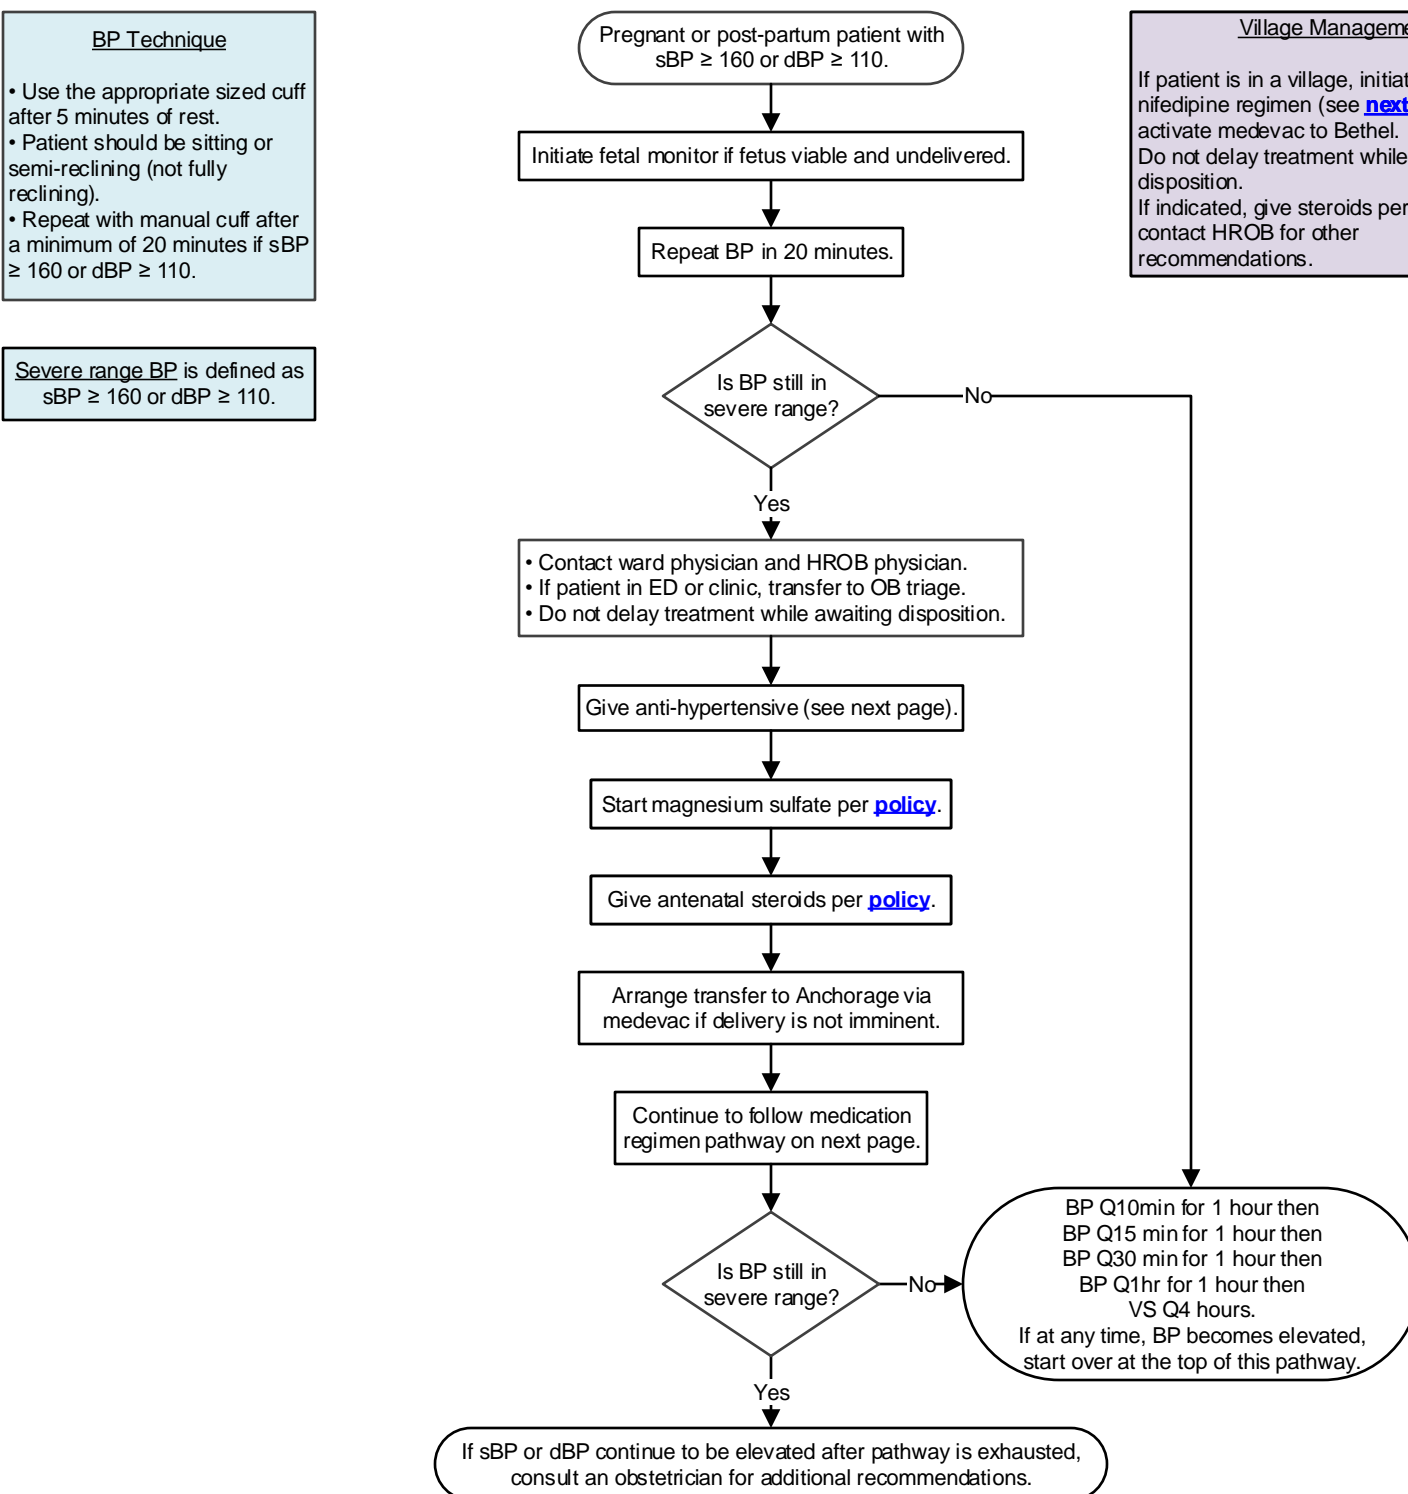 BP Technique
• Use the appropriate sized cuff
after 5 minutes of rest.
• Patient should be sitting or
semi-reclining (not fully
reclining).
• Repeat with manual cuff after
a minimum of 20 minutes if sBP
≥ 160 or dBP ≥ 110.
Severe range BP is defined as
sBP ≥ 160 or dBP ≥ 110.
Pregnant or post-partum patient with
sBP ≥ 160 or dBP ≥ 110.
Initiate fetal monitor if fetus viable and undelivered.
Repeat BP in 20 minutes.
Is BP still in
severe range?
No
Yes
• Contact ward physician and HROB physician.
• If patient in ED or clinic, transfer to OB triage.
• Do not delay treatment while awaiting disposition.
Give anti-hypertensive (see next page).
Start magnesium sulfate per policy.
Give antenatal steroids per policy.
Arrange transfer to Anchorage via
medevac if delivery is not imminent.
Continue to follow medication
regimen pathway on next page.
Is BP still in
severe range?
No
Yes
If sBP or dBP continue to be elevated after pathway is exhausted,
consult an obstetrician for additional recommendations.
Village
If patient is in a village,
nifedipine regimen (see next
activate medevac to Bethel.
Do not delay treatment while
disposition.
If indicated, give steroids per
contact HROB for other
recommendations.
BP Q10min for 1 hour then
BP Q15 min for 1 hour then
BP Q30 min for 1 hour then
BP Q1hr for 1 hour then
VS Q4 hours.
If at any time, BP becomes elevated,
start over at the top of this pathway.